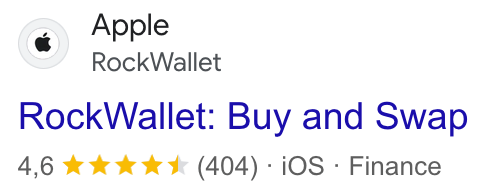 Apple
RockWallet
RockWallet: Buy and Swap
4,6 ★★★★★ (404) · iOS · Finance